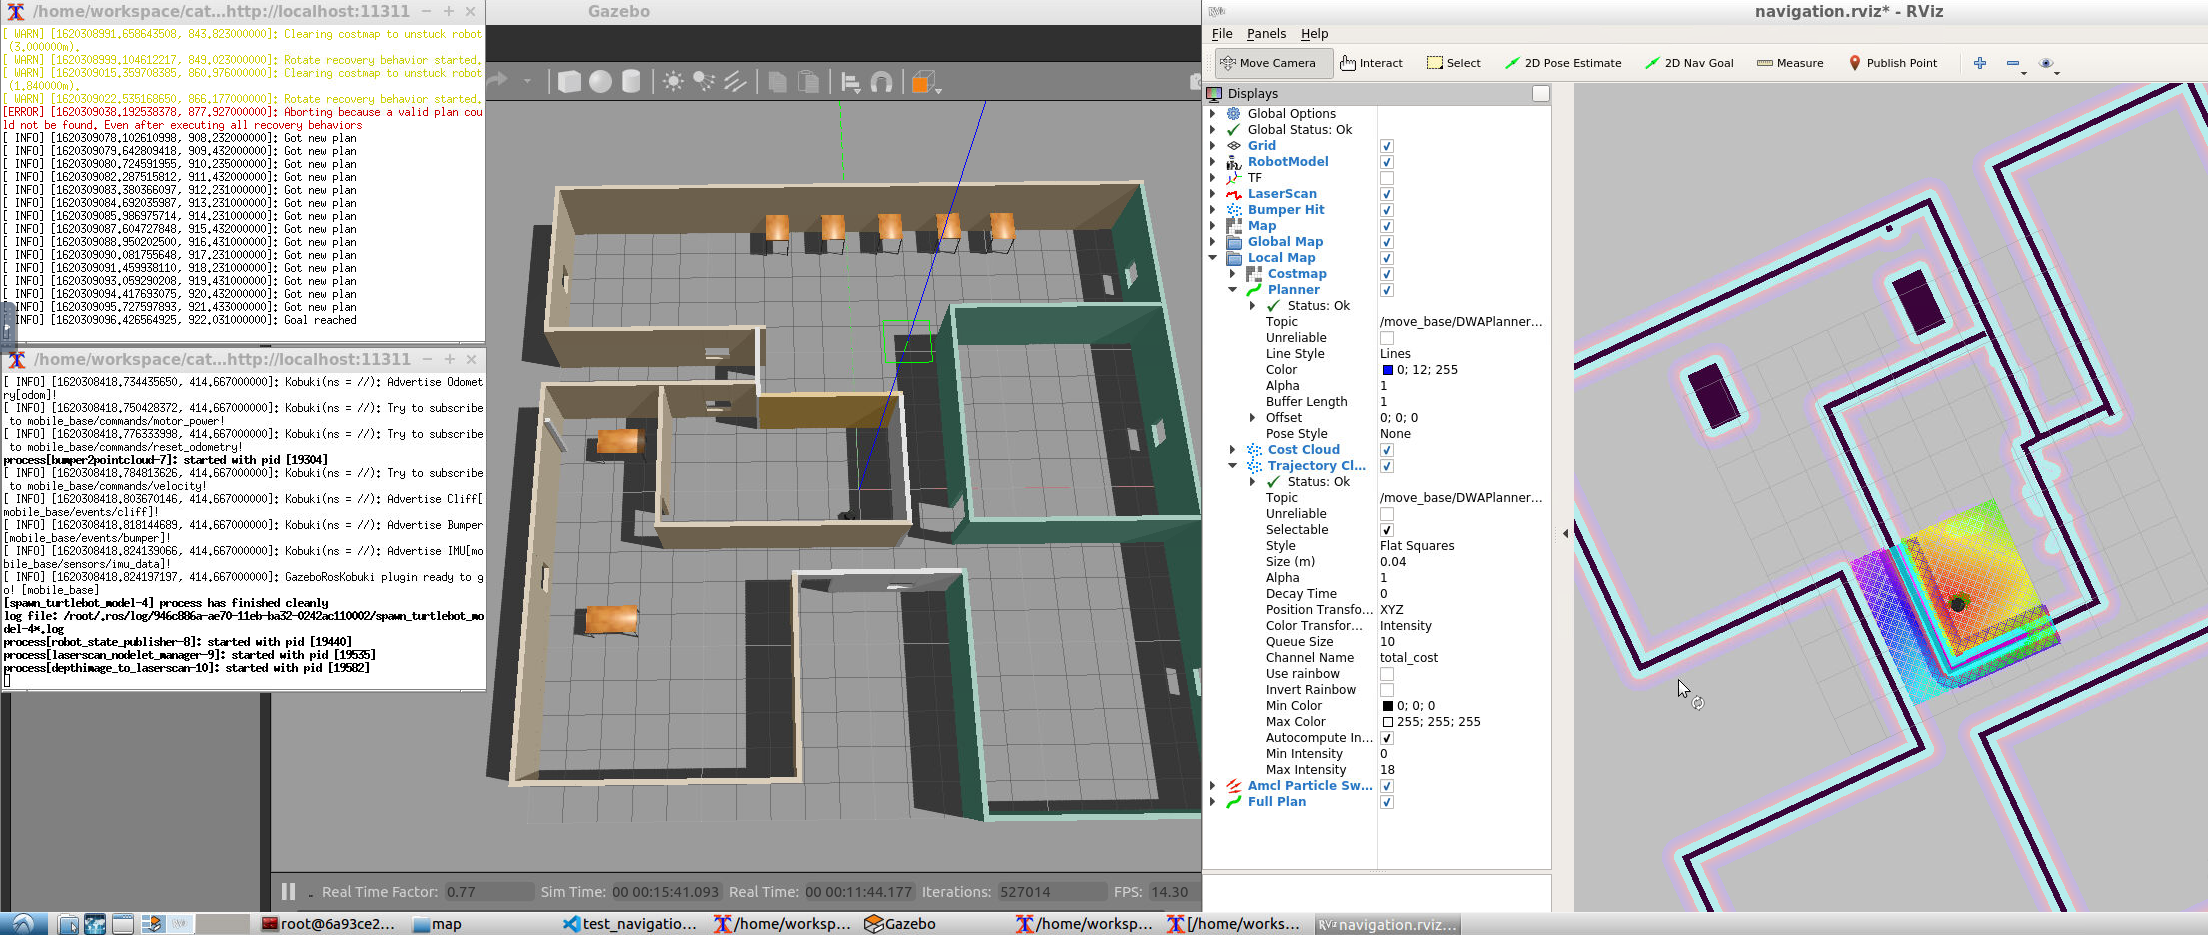 /home/workspace/cat...http://localhost:11311
[ WARN] [1620308991.658643508, 843.823000000]: Clearing costmap to unstuck robot
(3.000000m).
[ WARN] [1620308999.104612217, 849.023000000]: Rotate recovery behavior started.
[ WARN] [1620309015.359708385, 860.976000000]: Clearing costmap to unstuck robot
(1.840000m).
[ WARN] [1620309022.535168650, 866.177000000]: Rotate recovery behavior started.
[ERROR] [1620309038.192538378, 877.927000000]: Aborting because a valid plan cou
ld not be found. Even after executing all recovery behaviors
[ INFO] [1620309078.102610998, 908.232000000]: Got new plan
[ INFO] [1620309079.642809418, 909.432000000]: Got new plan
[ INFO] [1620309080.724591955, 910.235000000]: Got new plan
[ INFO] [1620309082.287515812, 911.432000000]: Got new plan
[ INFO] [1620309083.380366097, 912.231000000]: Got new plan
[ INFO] [1620309084.692035987, 913.231000000]: Got new plan
[ INFO] [1620309085.986975714, 914.231000000]: Got new plan
[ INFO] [1620309087.604727848, 915.432000000]: Got new plan
[ INFO] [1620309088.950202500, 916.431000000]: Got new plan
[ INFO] [1620309090.081755648, 917.231000000]: Got new plan
[ INFO] [1620309091.459938110, 918.231000000]: Got new plan
[ INFO] [1620309093.059290208, 919.431000000]: Got new plan
[ INFO] [1620309094.417693075, 920.432000000]: Got new plan
INFO] [1620309095.727597893, 921.433000000]: Got new plan
INFO] [1620309096.426564925, 922.031000000]: Goal reached
/home/workspace/cat...http://localhost:11311
[ INFO] [1620308418.734435650, 414.667000000]: Kobuki(ns = //): Advertise Odomet
ry[odom]!
[ INFO] [1620308418.750428372, 414.667000000]: Kobuki(ns = //): Try to subscribe
to mobile_base/commands/motor_power!
[ INFO] [1620308418.776333998, 414.667000000]: Kobuki(ns = //): Try to subscribe
to mobile_base/commands/reset_odometry!
process[bumper2pointcloud-7]: started with pid [19304]
[ INFO] [1620308418.784813626, 414.667000000]: Kobuki(ns = //): Try to subscribe
to mobile_base/commands/velocity!
[ INFO] [1620308418.803670146, 414.667000000]: Kobuki(ns = //): Advertise Cliff[
mobile_base/events/cliff]!
[ INFO] [1620308418.818144689, 414.667000000]: Kobuki(ns = //): Advertise Bumper
[mobile_base/events/bumper]!
[ INFO] [1620308418.824139066, 414.667000000]: Kobuki(ns = //): Advertise IMU[mo
bile_base/sensors/imu_data]!
[ INFO] [1620308418.824197197, 414.667000000]: GazeboRosKobuki plugin ready to g
o! [mobile_base]
[spawn_turtlebot_model-4] process has finished cleanly
log file: /root/.ros/log/946c886a-ae70-11eb-ba32-0242ac110002/spawn_turtlebot_mo
del-4*.log
process[robot_state_publisher-8]: started with pid [19440]
process[laserscan_nodelet_manager-9]: started with pid [19535]
process[depthimage_to_laserscan-10]: started with pid [19582]
Gazebo
Real Time Factor: 0.77 Sim Time: 00 00:15:41.093 Real Time: 00 00:11:44.177 Iterations: 527014 FPS: 14.30
navigation.rviz* - RViz
File Panels Help
Move Camera Interact Select 2D Pose Estimate 2D Nav Goal Measure Publish Point
Displays
Global Options
Global Status: Ok
Grid
RobotModel
TF
LaserScan
Bumper Hit
Map
Global Map
Local Map
Costmap
Planner
Status: Ok
Topic /move_base/DWAPlanner...
Unreliable
Line Style Lines
Color 0; 12; 255
Alpha 1
Buffer Length 1
Offset 0; 0; 0
Pose Style None
Cost Cloud
Trajectory Cl...
Status: Ok
Topic /move_base/DWAPlanner...
Unreliable
Selectable
Style Flat Squares
Size (m) 0.04
Alpha 1
Decay Time 0
Position Transfo... XYZ
Color Transfor... Intensity
Queue Size 10
Channel Name total_cost
Use rainbow
Invert Rainbow
Min Color 0; 0; 0
Max Color 255; 255; 255
Autocompute In...
Min Intensity 0
Max Intensity 18
Amcl Particle Sw...
Full Plan
root@6a93ce2... map test_navigatio... /home/worksp... Gazebo /home/worksp... [/home/works... navigation.rviz...